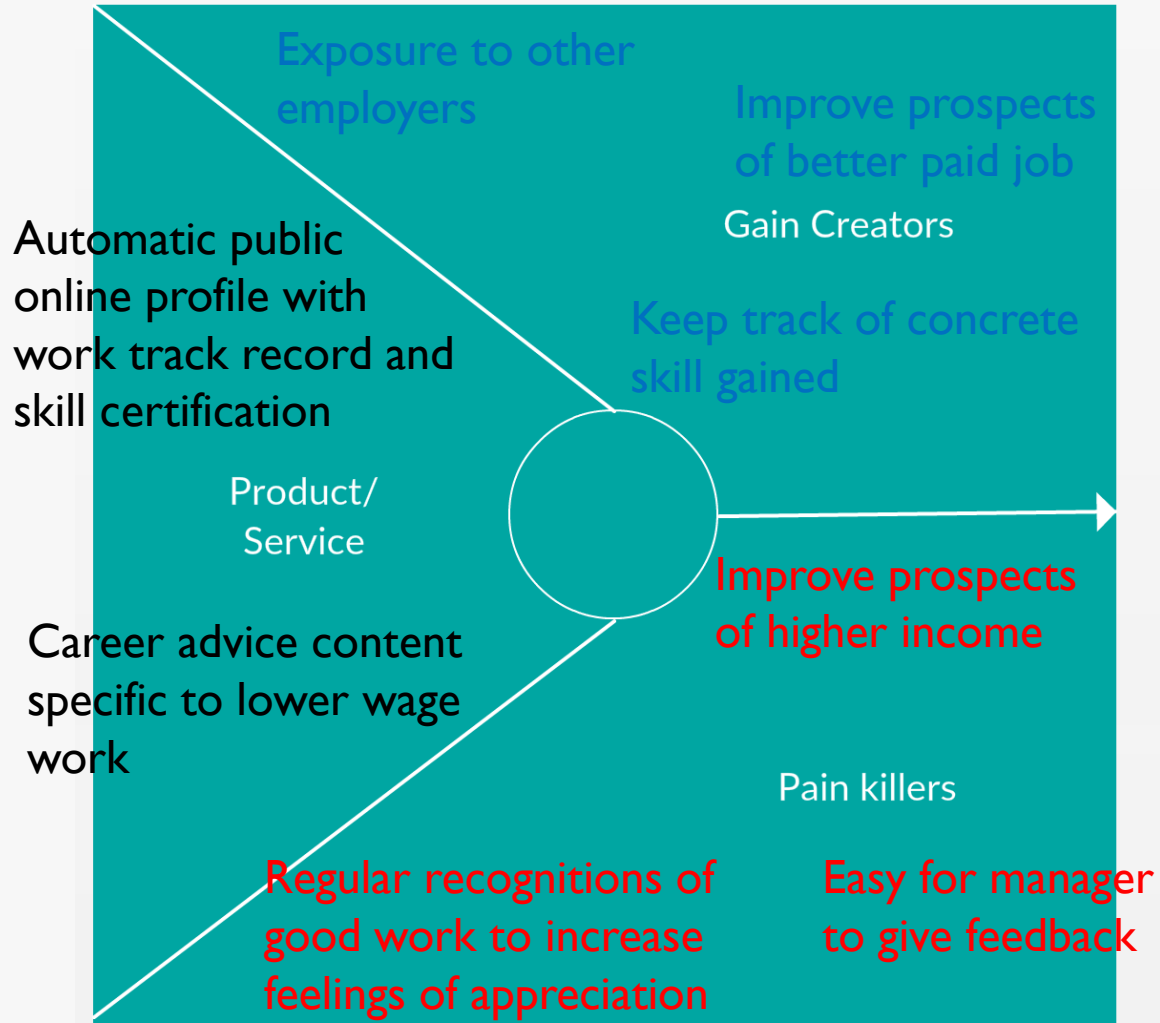 Exposure to other
employers
Improve prospects
of better paid job
Gain Creators
Keep track of concrete
skill gained
Automatic public
online profile with
work track record and
skill certification
Product/
Service
Career advice content
specific to lower wage
work
Improve prospects
of higher income
Pain killers
Regular recognitions of
good work to increase
feelings of appreciation
Easy for manager
to give feedback